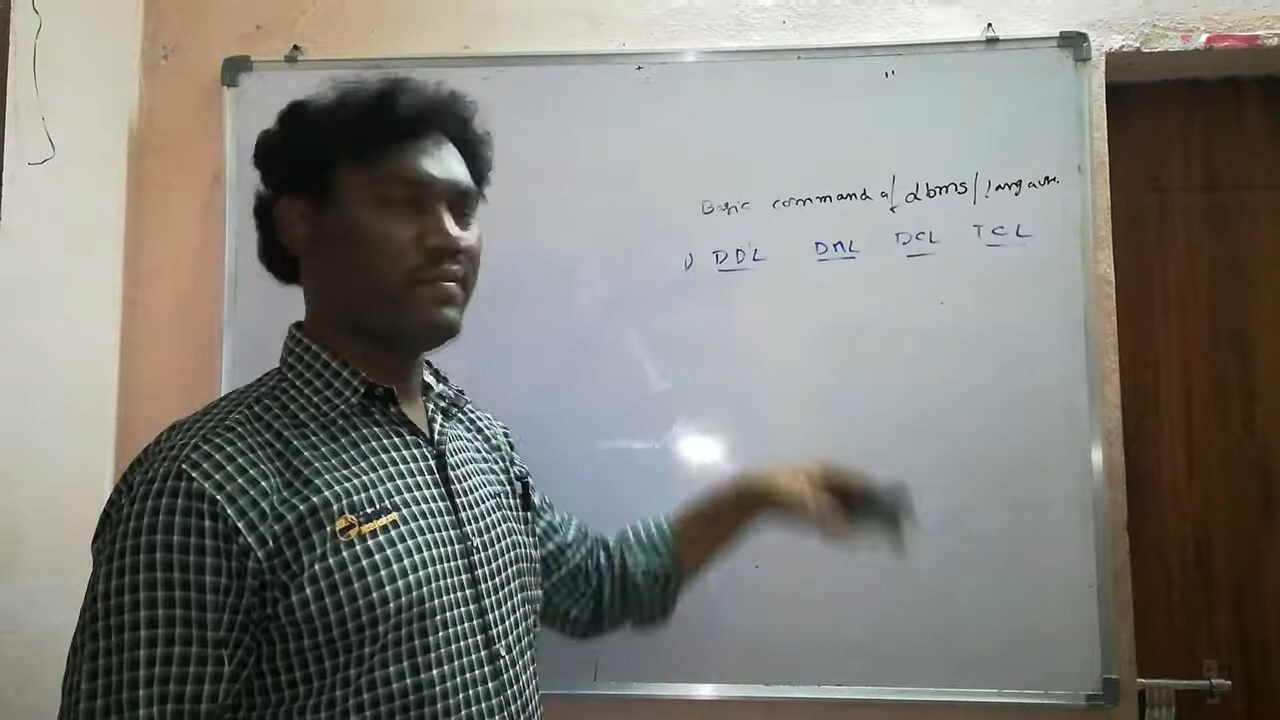 Basic command of dbms / language.
1) DDL DML DCL TCL